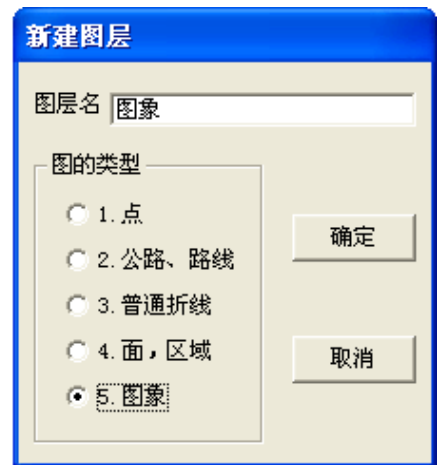 新建图层
图层名 图象
图的类型
1. 点
2. 公路、路线
3. 普通折线
4. 面，区域
5. 图象
确定
取消